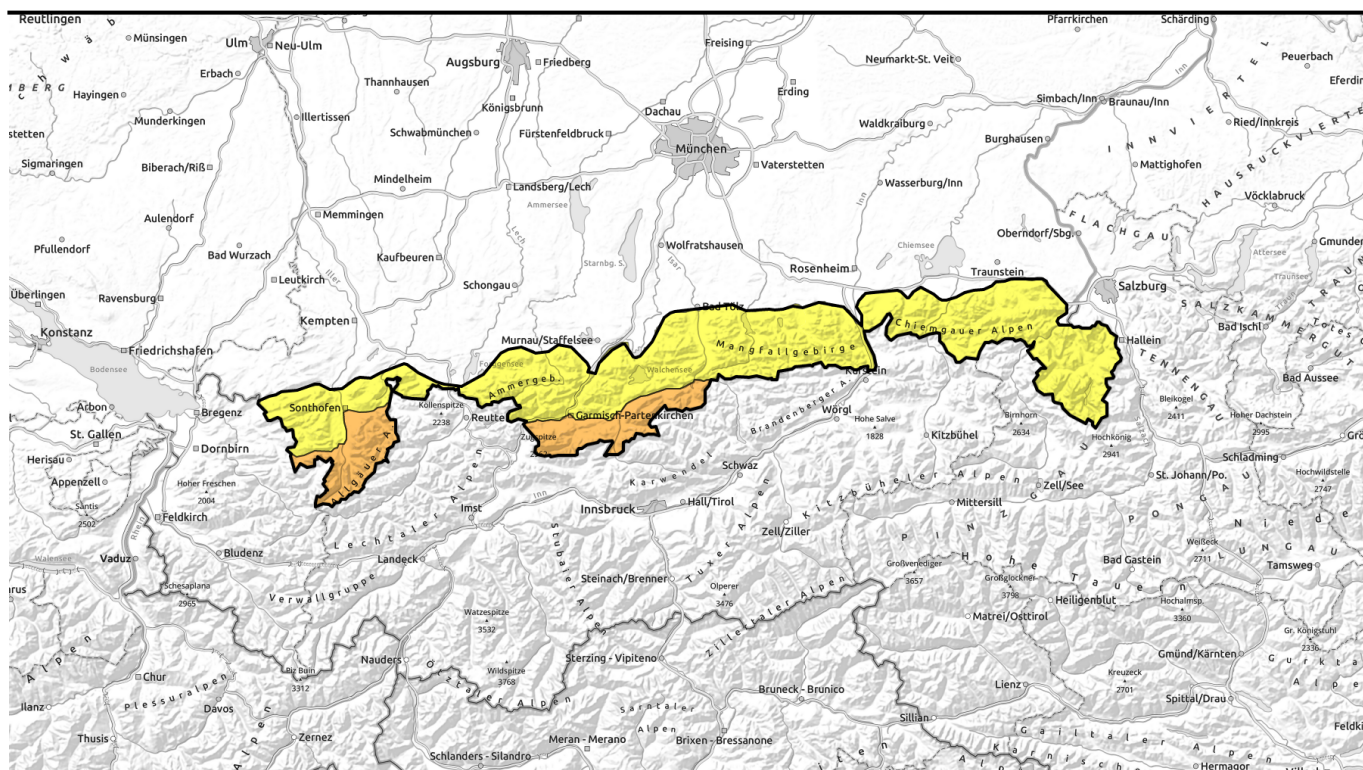 Reutlingen
Münsingen
Ulm
Neu-Ulm
Augsburg
Friedberg
Freising
Pfarrkirchen
Schärding
Neumarkt-St. Veit
Peuerbach
Erbach
Thannhausen
Hayingen
Königsbrunn
Dachau
Erding
Simbach/Inn
Braunau/Inn
Inn
INNVIERTEL
Munderkingen
Illertissen
Schwabmünchen
Fürstenfeldbruck
München
Waldkraiburg
Burghausen
Ried/Innkreis
HAUSRUCKVIERTE
Sigmaringen
Biberach/Riß
Mindelheim
Vaterstetten
Mattighofen
Landsberg/Lech
Ammersee
Wasserburg/Inn
Inn
Vöcklabruck
Aulendorf
Memmingen
Lech
FLACHGAU
Pfullendorf
Bad Wurzach
Kaufbeuren
Wolfratshausen
Starnbg. S.
Isar
Chiemsee
Oberndorf/Sbg.
Attersee
Leutkirch
Iller
Rosenheim
Traunstein
Traunsee
Überlingen
Ravensburg
Schongau
Salzburg
SALZKAMMERGUT
Kempten
Bad Tölz
Chiemgauer Alpen
Bad Ischl
Konstanz
Friedrichshafen
Murnau/Staffelsee
Mangfallgebirge
Hallein
Bodensee
Walchensee
Kufstein
TENNENGAU
Bad Aussee
Arbon
Bregenz
Sonthofen
Köllenspitze
2238
Reutte
Ammergeb.
Garmisch-Partenkirchen
Brandenberger A.
Wörgl
Hohe Salve
1828
Birnhorn
2634
Bleikogel
2411
Hoher Dachstein
2995
St. Gallen
Dornbirn
Allgäuer A.
Zugspitze
Kitzbühel
Hochkönig
2941
Schladming
Herisau
Appenzell
Hoher Freschen
2004
Karwendel
Schwaz
Kitzbüheler Alpen
Zell/See
St. Johann/Po.
Hochwildstelle
2747
Säntis
2502
Rhein
Feldkirch
Imst
Inn
Innsbruck
Hall/Tirol
Mittersill
PINZGAU
PONGAU
Lechtaler Alpen
Stubaier Alpen
Tuxer Alpen
Zell/Ziller
Walensee
Vaduz
Bludenz
Landeck
Steinach/Brenner
Hohe Tauern
Weißeck
2711
LUNGAU
Schesaplana
2965
Verwallgruppe
Olperer
3476
Großvenediger
3657
Großglockner
3798
Bad Gastein
Tamsweg
Watzespitze
3532
Zillertaler Alpen
Heiligenblut
Hochalmsp.
3360
Matrei/Osttirol
Nauders
Sterzing - Vipiteno
Gr. Königstuhl
2336
Piz Buin
3312
Wildspitze
3768
Ötztaler Alpen
Gmünd/Kärnten
Chur
Plessuralpen
Davos
Sarntaler
Alpen
Bruneck - Brunico
Lienz
Kreuzeck
2701
Spittal/Drau
Ilanz
Sillian
Thusis
Zernez
Meran - Merano
Brixen - Bressanone
Gailtaler Alpen
Schlanders - Silandro
Hermagor